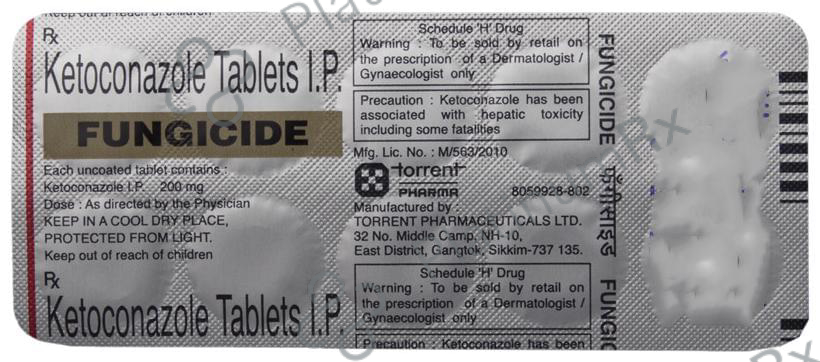 Keep out of reach of children
Rx
Ketoconazole Tablets I.P.
FUNGICIDE
Each uncoated tablet contains :
Ketoconazole I.P. 200 mg
Dose : As directed by the Physician
KEEP IN A COOL DRY PLACE,
PROTECTED FROM LIGHT.
Keep out of reach of children
Rx
Ketoconazole Tablets I.P.
Schedule 'H' Drug
Warning : To be sold by retail on
the prescription of a Dermatologist /
Gynaecologist only
Precaution : Ketoconazole has been
associated with hepatic toxicity
including some fatalities
Mfg. Lic. No. : M/563/2010
torrent
PHARMA
8059928-802
Manufactured by :
TORRENT PHARMACEUTICALS LTD.
32 No. Middle Camp, NH-10,
East District, Gangtok, Sikkim-737 135.
Schedule 'H' Drug
Warning : To be sold by retail on
the prescription of a Dermatologist /
Gynaecologist only
Precaution : Ketoconazole has been
FUNGICIDE फंगीसाइड FUNGIC